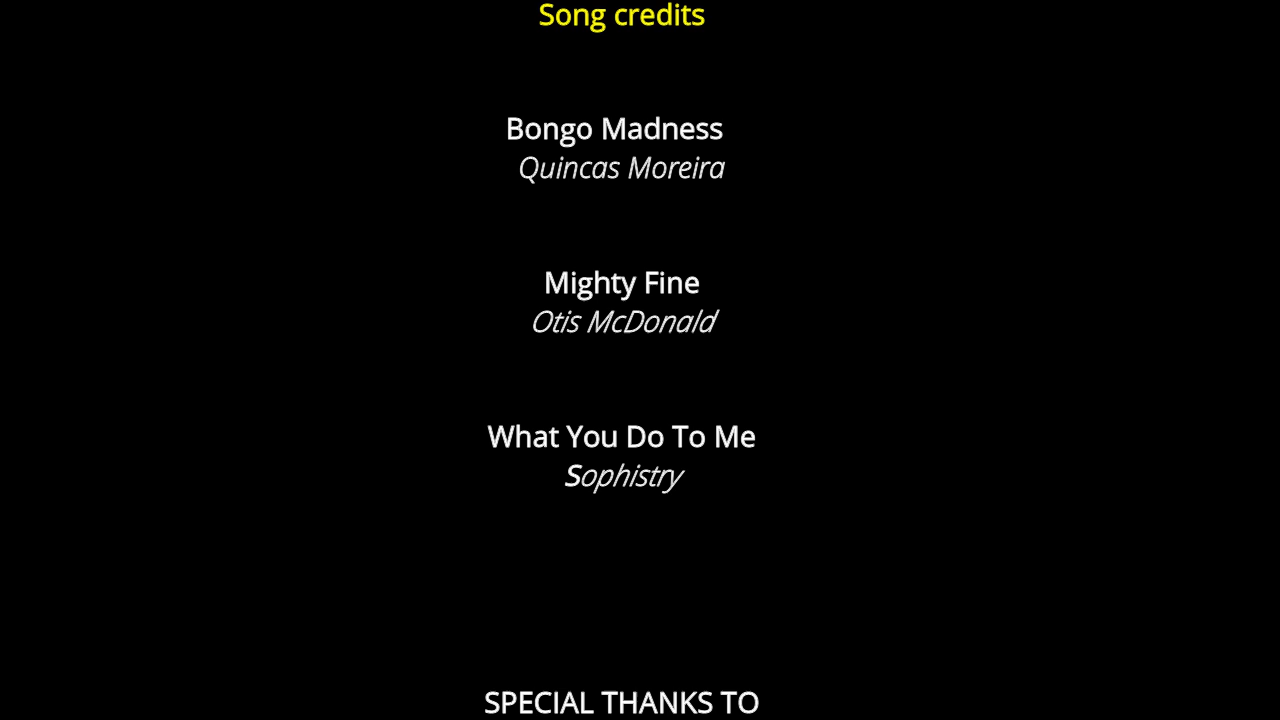 Song credits
Bongo Madness
Quincas Moreira
Mighty Fine
Otis McDonald
What You Do To Me
Sophistry
SPECIAL THANKS TO